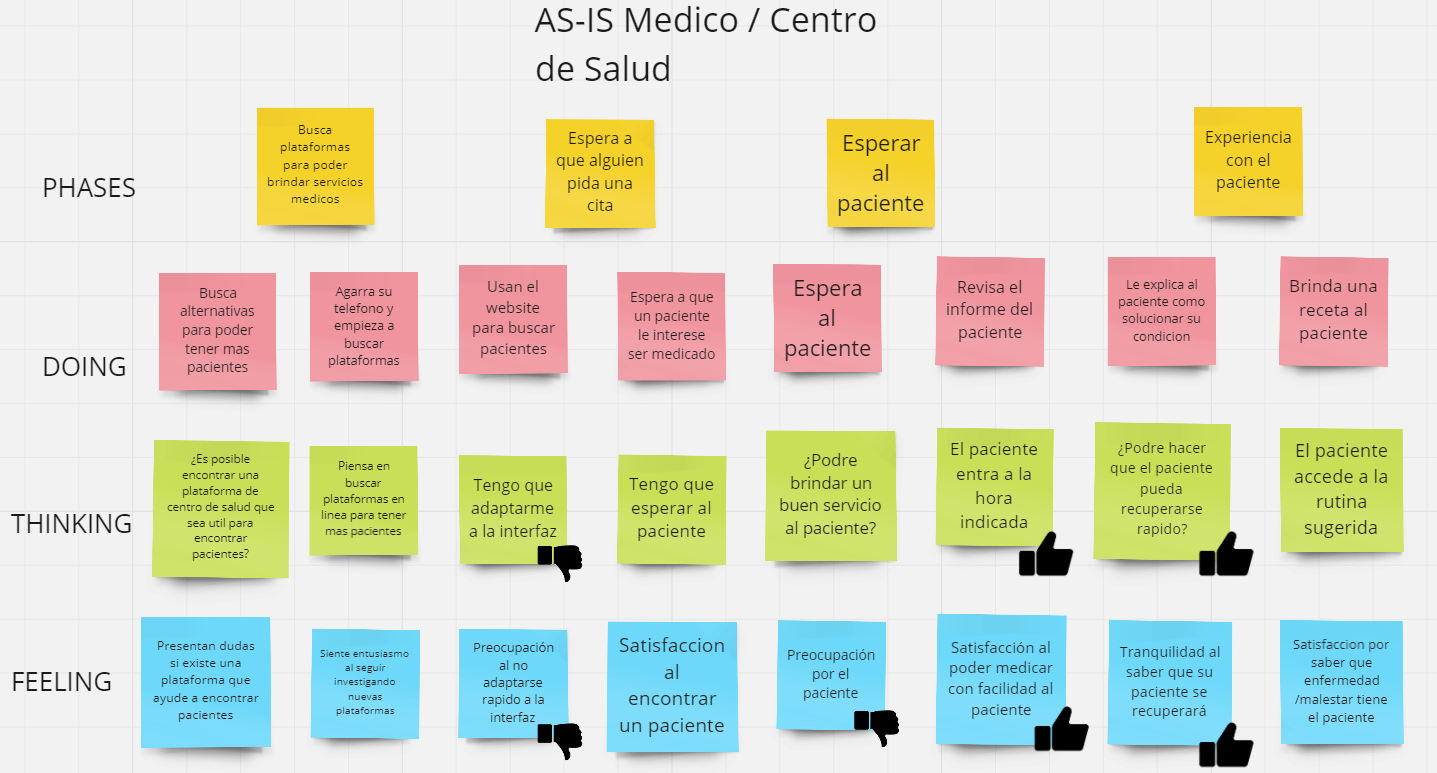 AS-IS Medico / Centro
de Salud
PHASES
Busca
plataformas
para poder
brindar servicios
medicos
Espera a
que alguien
pida una
cita
Esperar
al
paciente
Experiencia
con el
paciente
DOING
Busca
alternativas
para poder
tener mas
pacientes
Agarra su
telefono y
empieza a
buscar
plataformas
Usan el
website
para buscar
pacientes
Espera a que
un paciente
le interese
ser medicado
Espera
al
paciente
Revisa el
informe del
paciente
Le explica al
paciente como
solucionar su
condicion
Brinda una
receta al
paciente
THINKING
¿Es posible
encontrar una
plataforma de
centro de salud que
sea util para
encontrar
pacientes?
Piensa en
buscar
plataformas en
linea para tener
mas pacientes
Tengo que
adaptarme
a la interfaz
Tengo que
esperar al
paciente
¿Podre
brindar un
buen servicio
al paciente?
El paciente
entra a la
hora
indicada
¿Podre hacer
que el paciente
pueda
recuperarse
rapido?
El paciente
accede a la
rutina
sugerida
FEELING
Presentan dudas
si existe una
plataforma que
ayude a encontrar
pacientes
Siente entusiasmo
al seguir
investigando
nuevas
plataformas
Preocupación
al no
adaptarse
rapido a la
interfaz
Satisfaccion
al
encontrar
un paciente
Preocupación
por el
paciente
Satisfacción al
poder medicar
con facilidad al
paciente
Tranquilidad al
saber que su
paciente se
recuperará
Satisfaccion por
saber que
enfermedad
/malestar tiene
el paciente